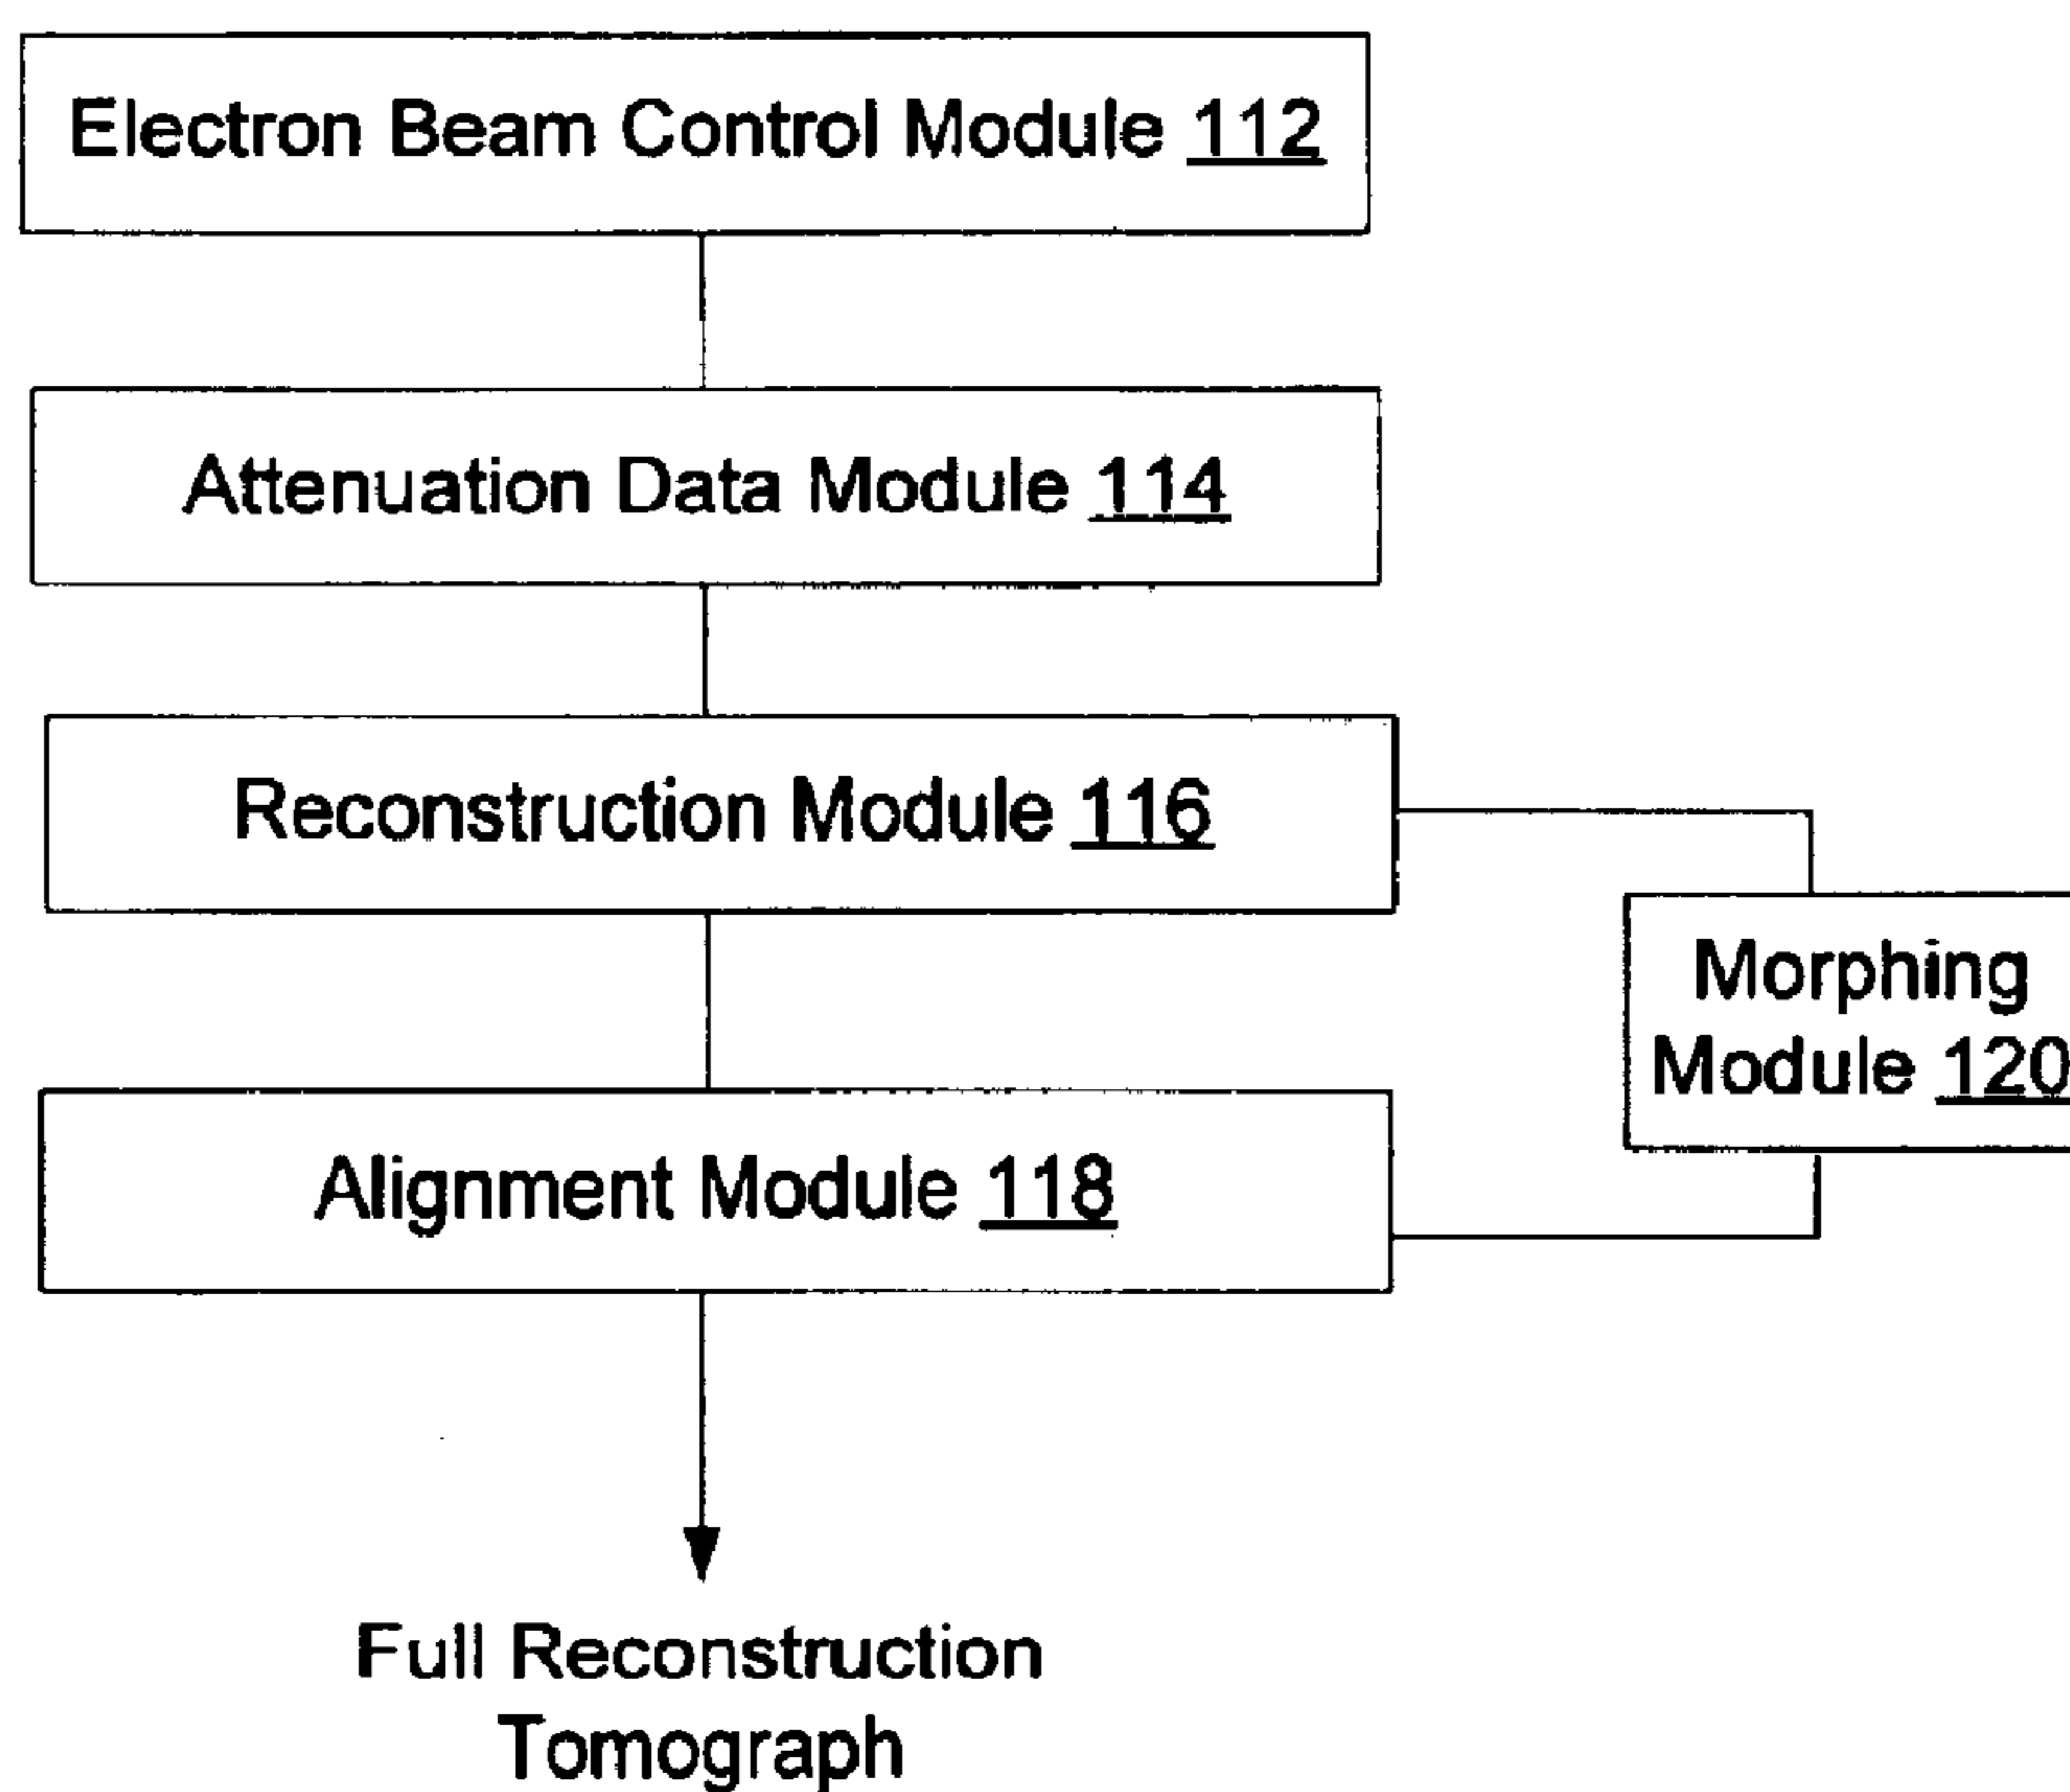 Electron Beam Control Module 112
Attenuation Data Module 114
Reconstruction Module 116
Morphing
Module 120
Alignment Module 118
Full Reconstruction
Tomograph